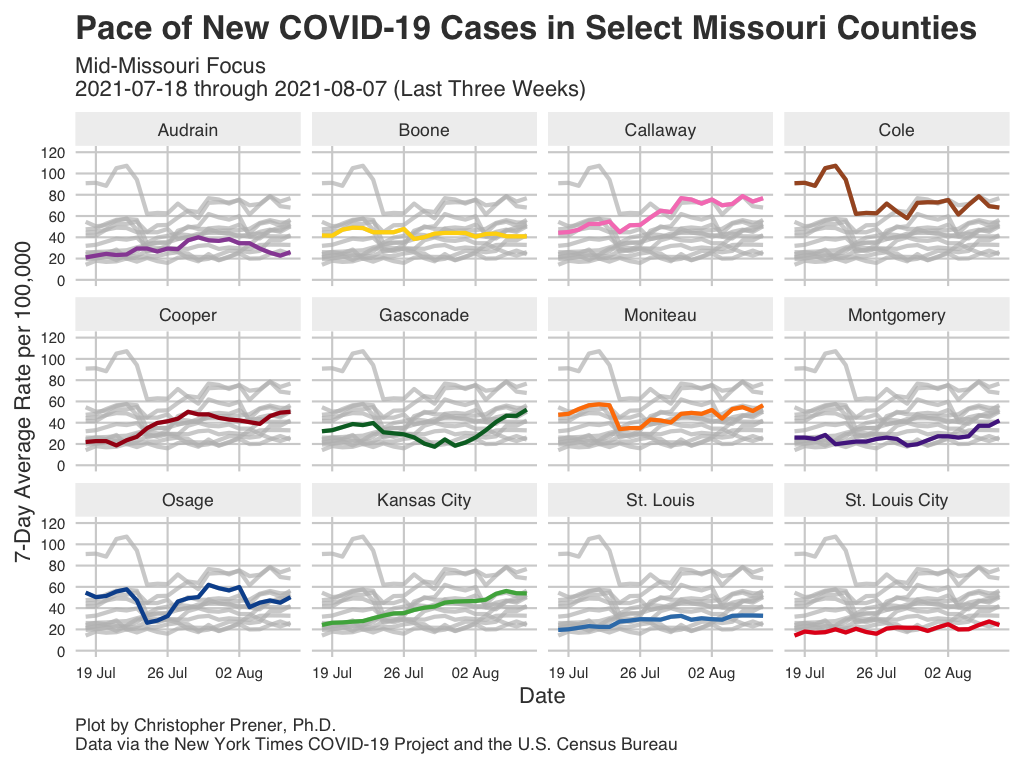 Pace of New COVID-19 Cases in Select Missouri Counties
Mid-Missouri Focus
2021-07-18 through 2021-08-07 (Last Three Weeks)
Audrain
Boone
Callaway
Cole
120
100
80
60
40
20
0
Cooper
Gasconade
Moniteau
Montgomery
120
100
80
60
40
20
0
Osage
Kansas City
St. Louis
St. Louis City
120
100
80
60
40
20
0
7-Day Average Rate per 100,000
19 Jul
26 Jul
02 Aug
19 Jul
26 Jul
02 Aug
19 Jul
26 Jul
02 Aug
19 Jul
26 Jul
02 Aug
Date
Plot by Christopher Prener, Ph.D.
Data via the New York Times COVID-19 Project and the U.S. Census Bureau